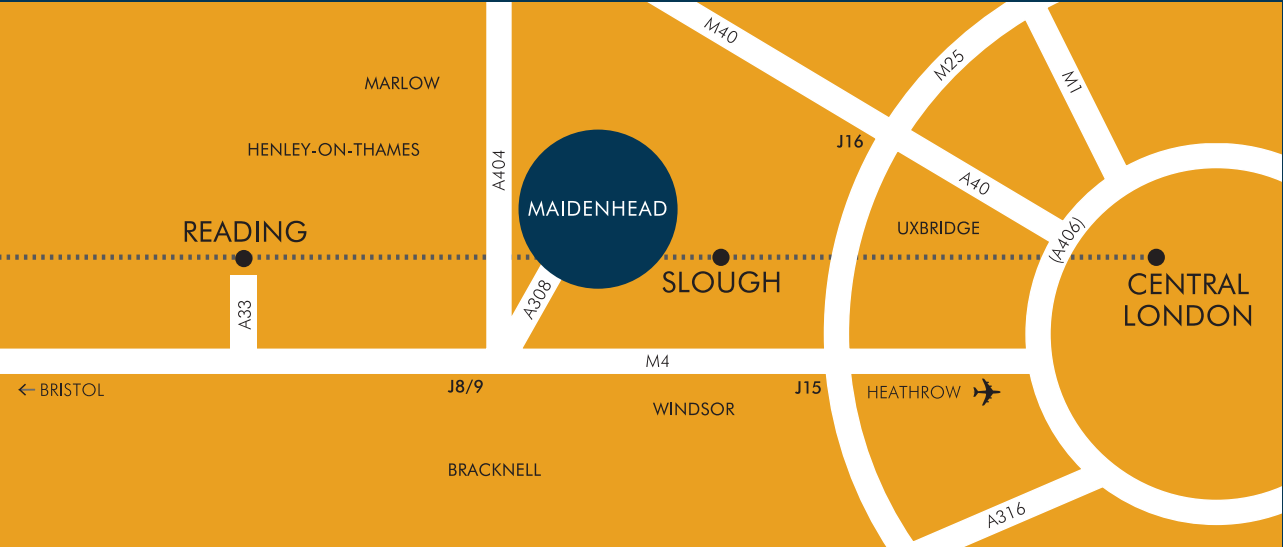 M40
M25
M1
MARLOW
J16
HENLEY-ON-THAMES
A404
A40
MAIDENHEAD
READING
UXBRIDGE
(A406)
SLOUGH
CENTRAL
LONDON
A33
A308
M4
← BRISTOL
J8/9
J15
HEATHROW
WINDSOR
BRACKNELL
A316